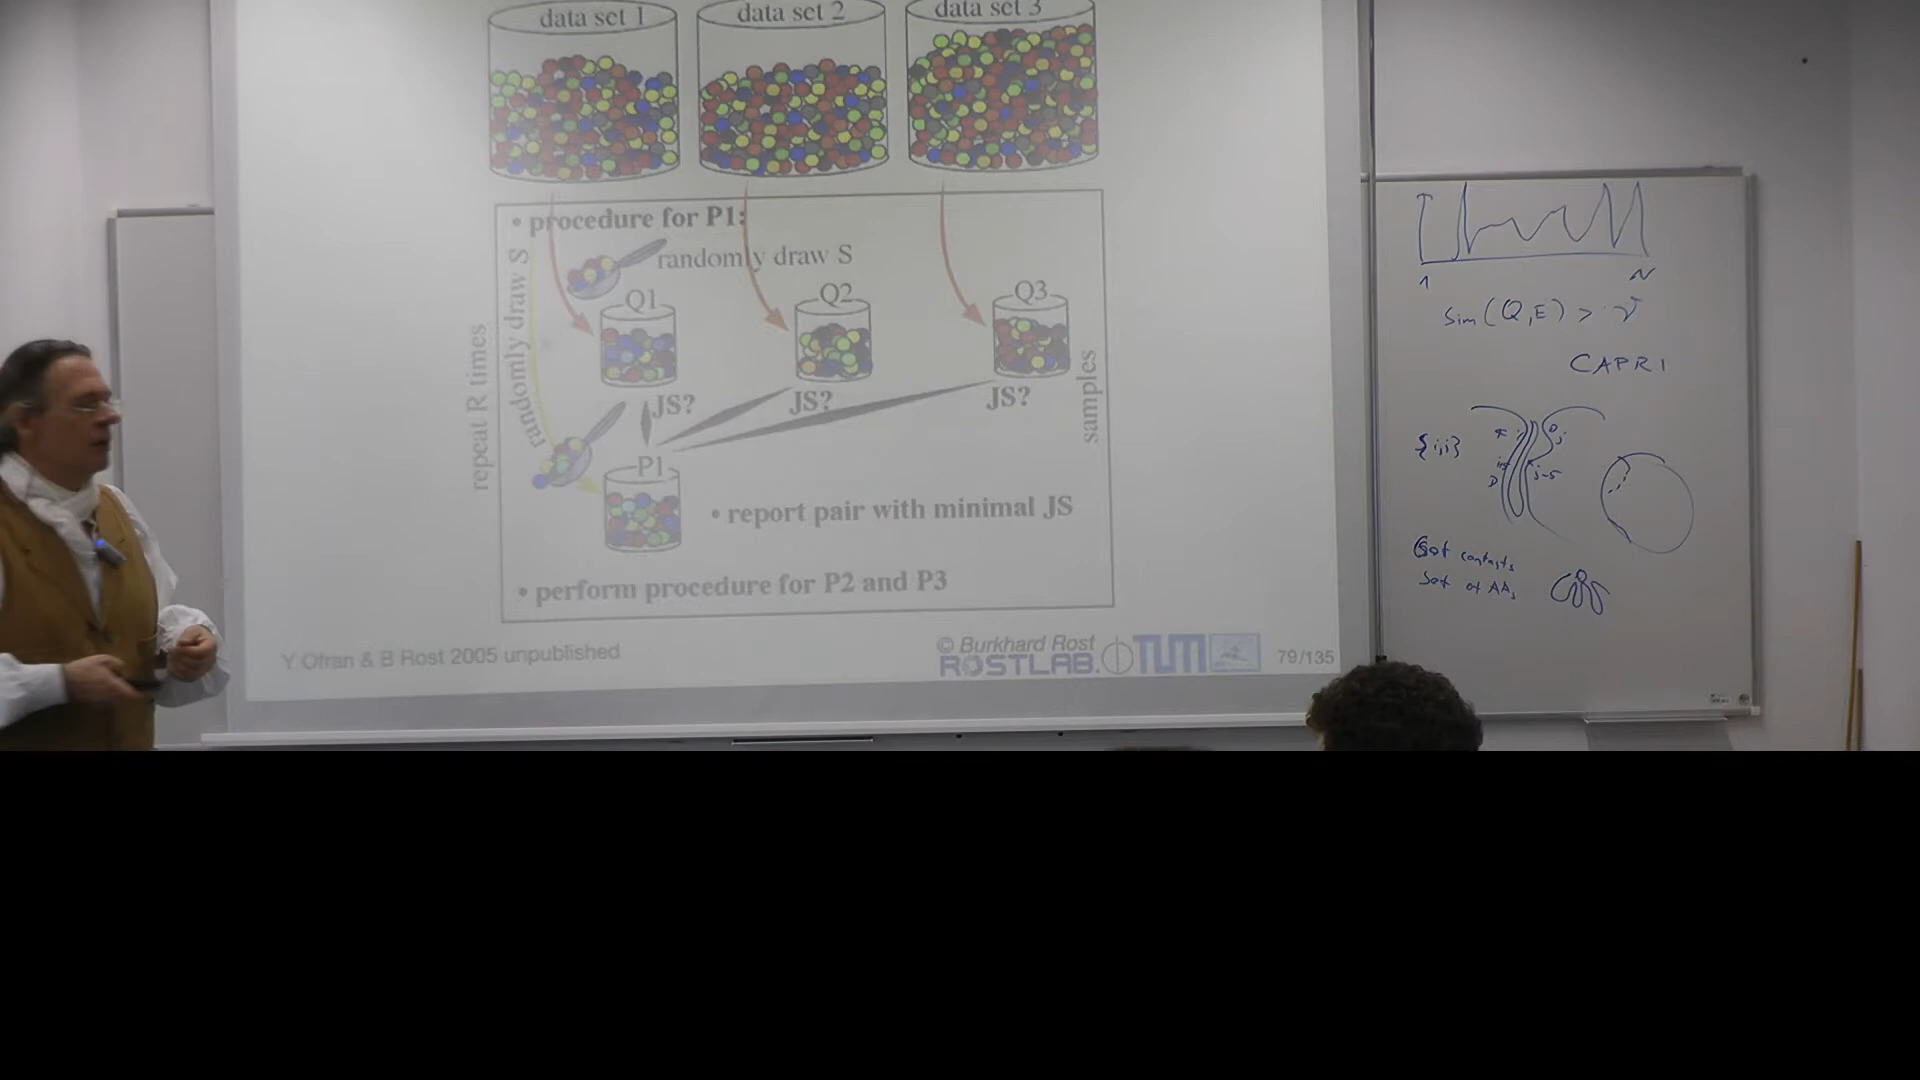 data set 1
data set 2
data set 3
• procedure for P1:
randomly draw S
randomly draw S
repeat R times
samples
Q1
Q2
Q3
JS?
JS?
JS?
P1
• report pair with minimal JS
• perform procedure for P2 and P3
Y Ofran & B Rost 2005 unpublished
© Burkhard Rost
ROSTLAB.
TUM
79/135
1
N
Sim (Q,E) >
CAPRI
{i,j}
j
j-5
D
Set contacts
Set of AAs